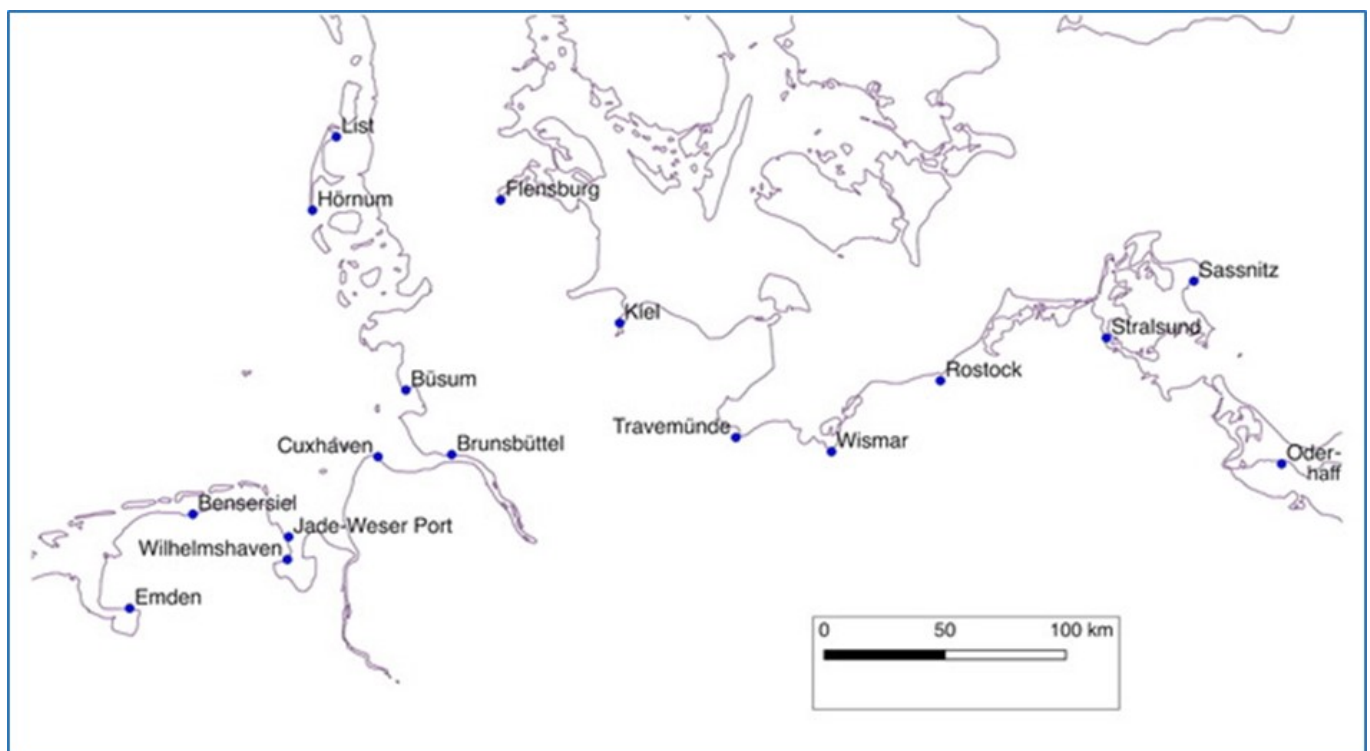 List
Hörnum
Flensburg
Kiel
Sassnitz
Stralsund
Rostock
Büsum
Travemünde
Wismar
Cuxhaven
Brunsbüttel
Oder-
haff
Bensersiel
Jade-Weser Port
Wilhelmshaven
Emden
0 50 100 km